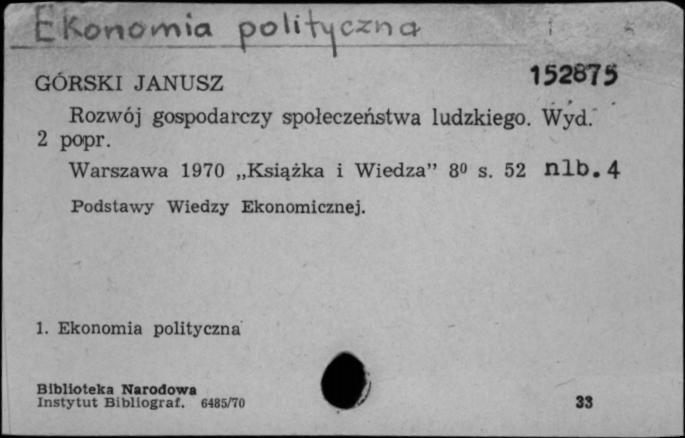 Ekonomia polityczna
GÓRSKI JANUSZ 152875
Rozwój gospodarczy społeczeństwa ludzkiego. Wyd.
2 popr.
Warszawa 1970 „Książka i Wiedza” 8⁰ s. 52 nlb. 4
Podstawy Wiedzy Ekonomicznej.
1. Ekonomia polityczna
Biblioteka Narodowa
Instytut Bibliograf. 6485/70 33